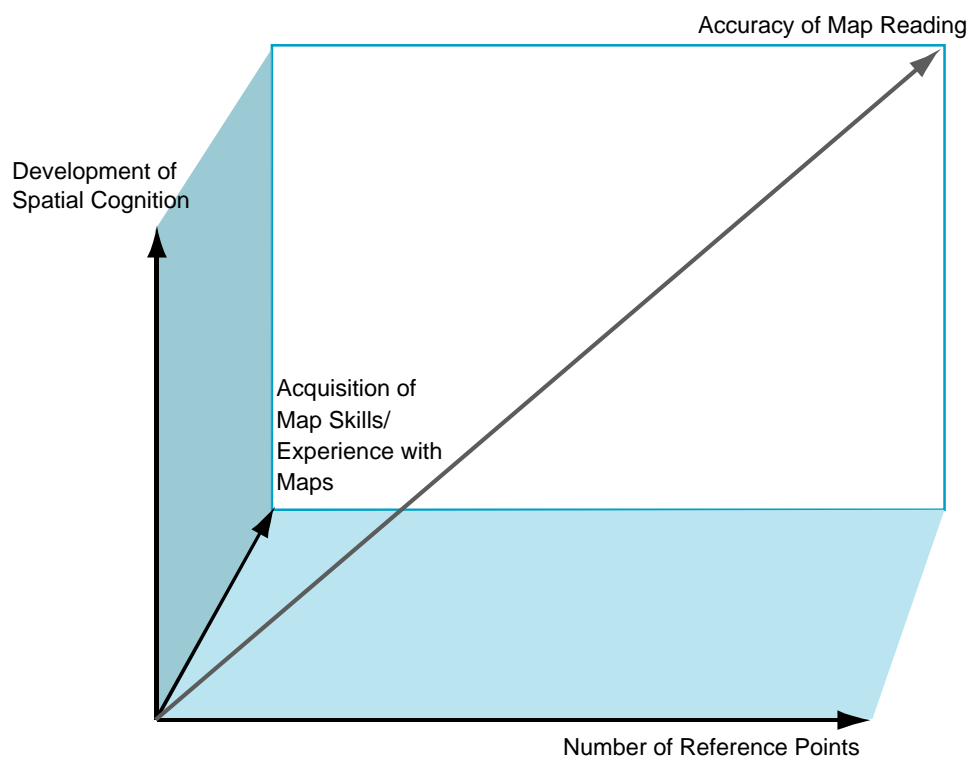 Accuracy of Map Reading
Development of
Spatial Cognition
Acquisition of
Map Skills/
Experience with
Maps
Number of Reference Points